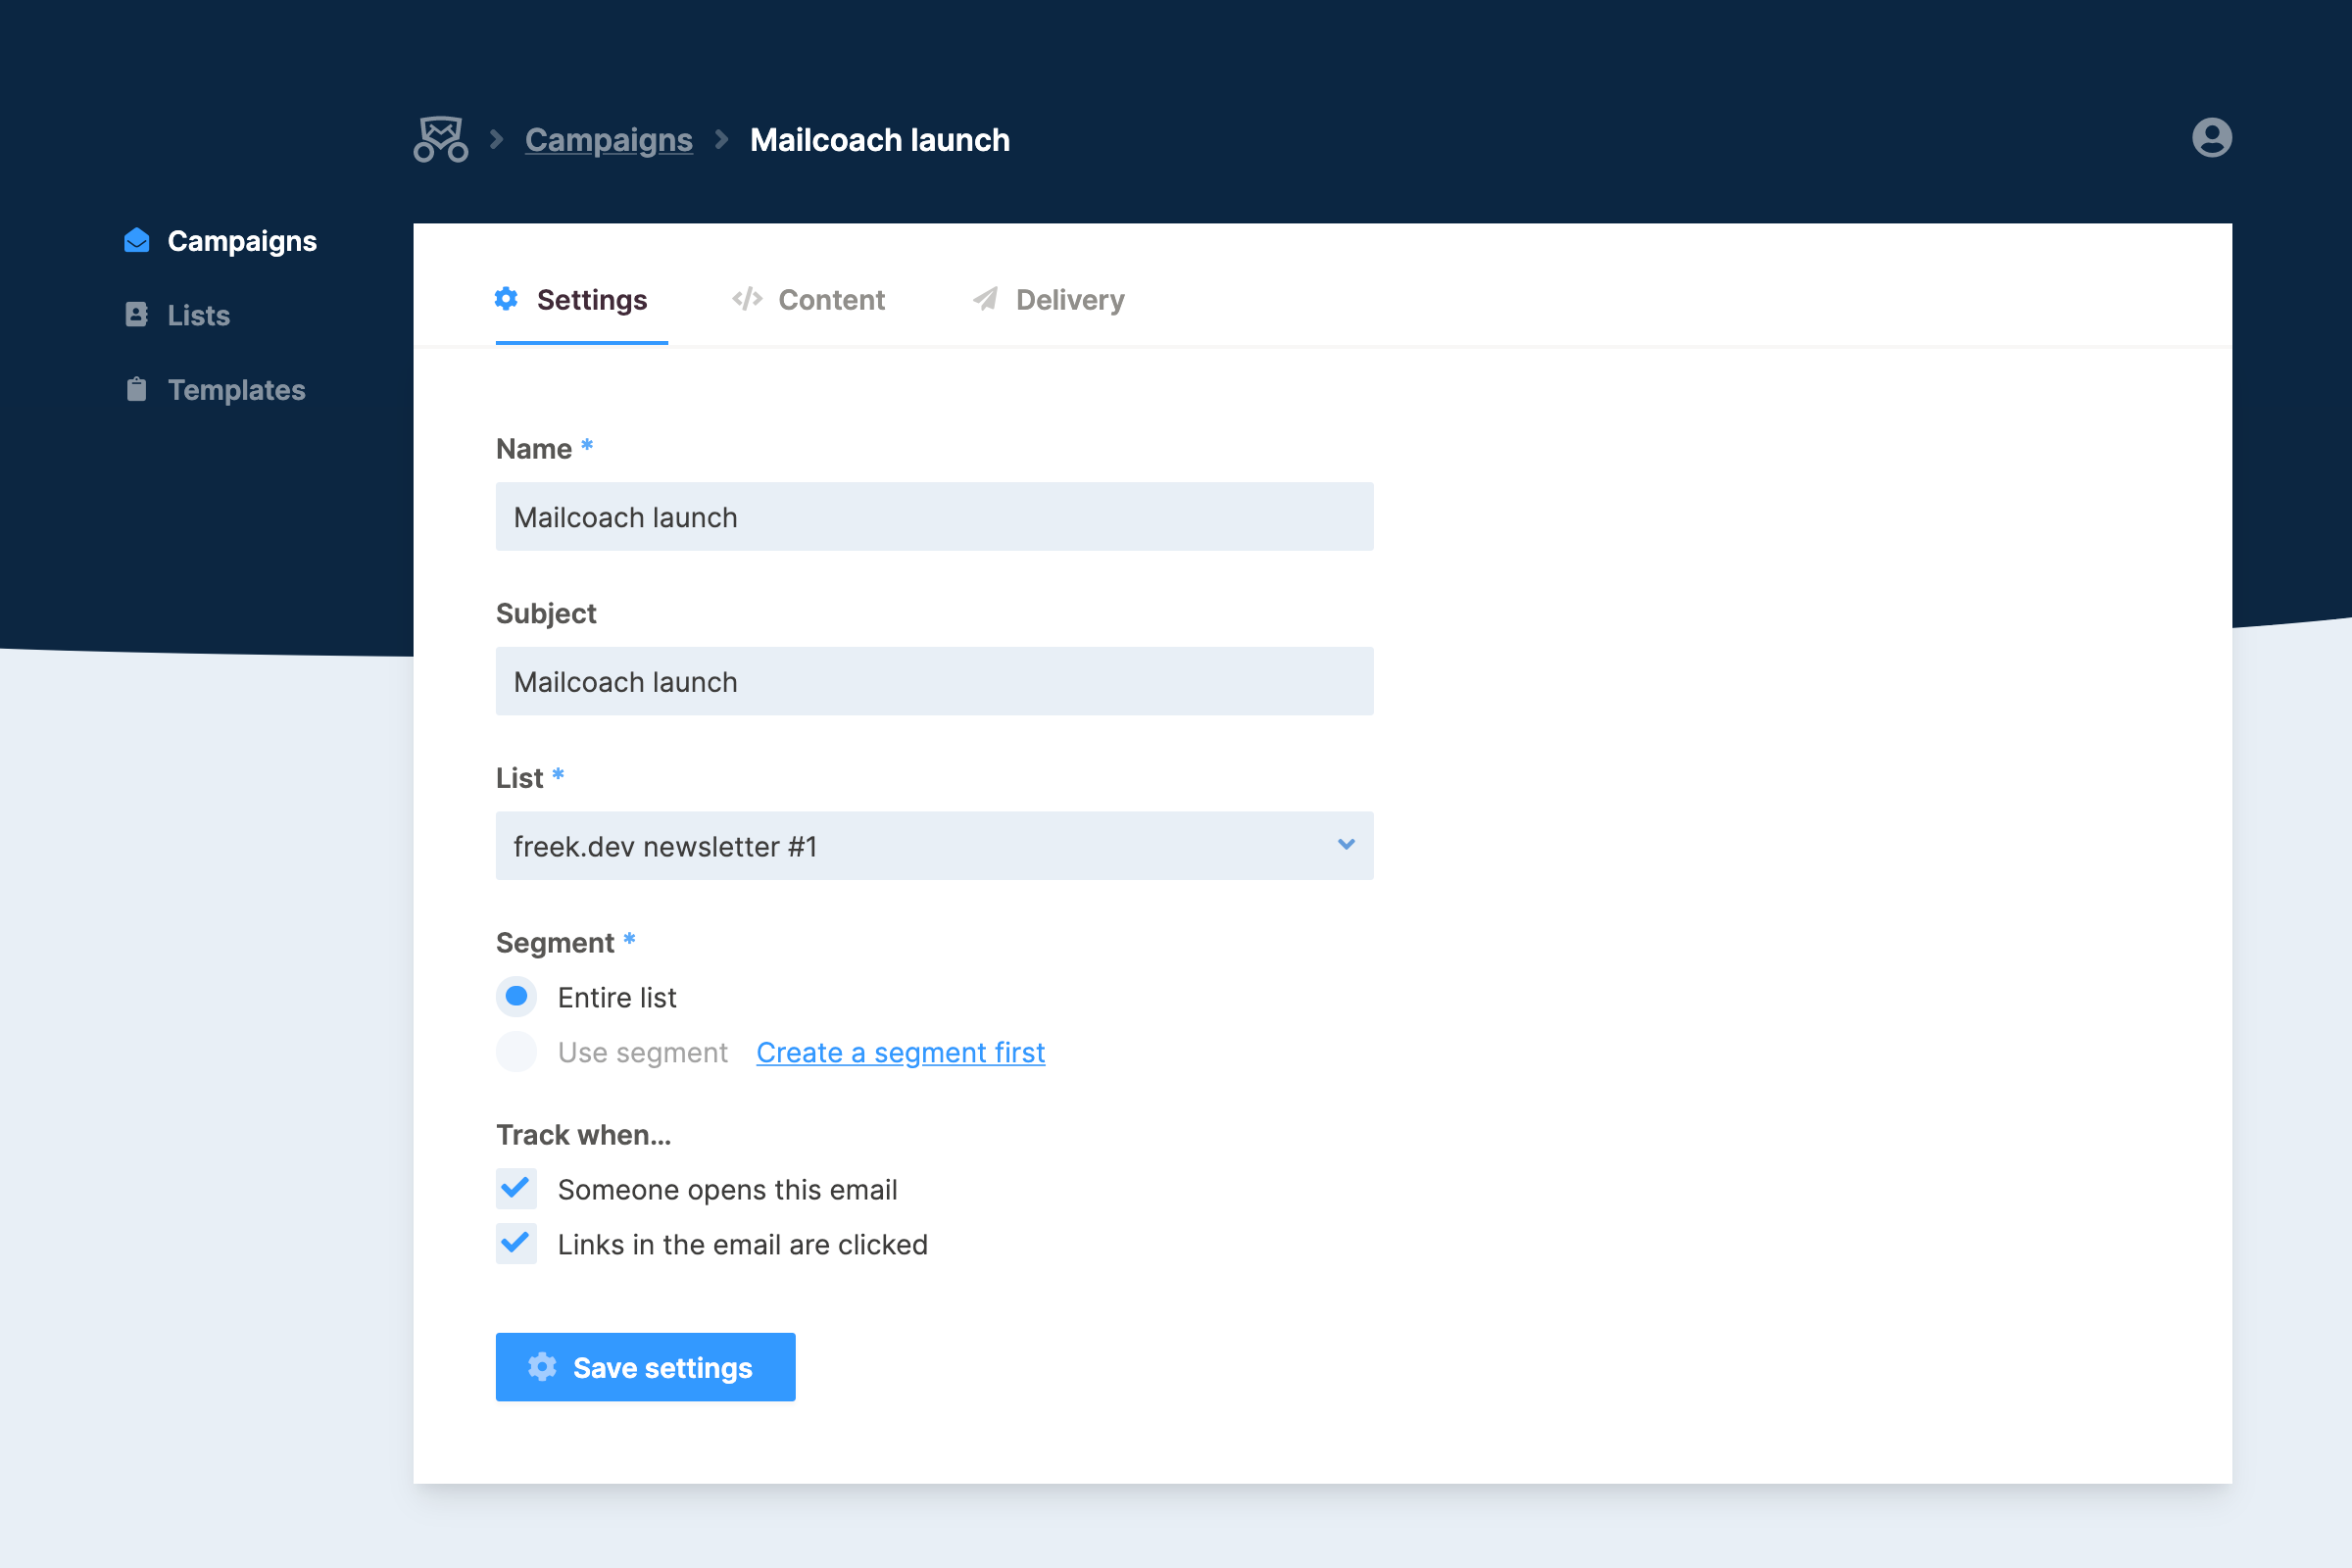 Campaigns Mailcoach launch
Campaigns
Lists
Templates
Settings Content Delivery
Name *
Mailcoach launch
Subject
Mailcoach launch
List *
freek.dev newsletter #1
Segment *
Entire list
Use segment Create a segment first
Track when...
Someone opens this email
Links in the email are clicked
Save settings